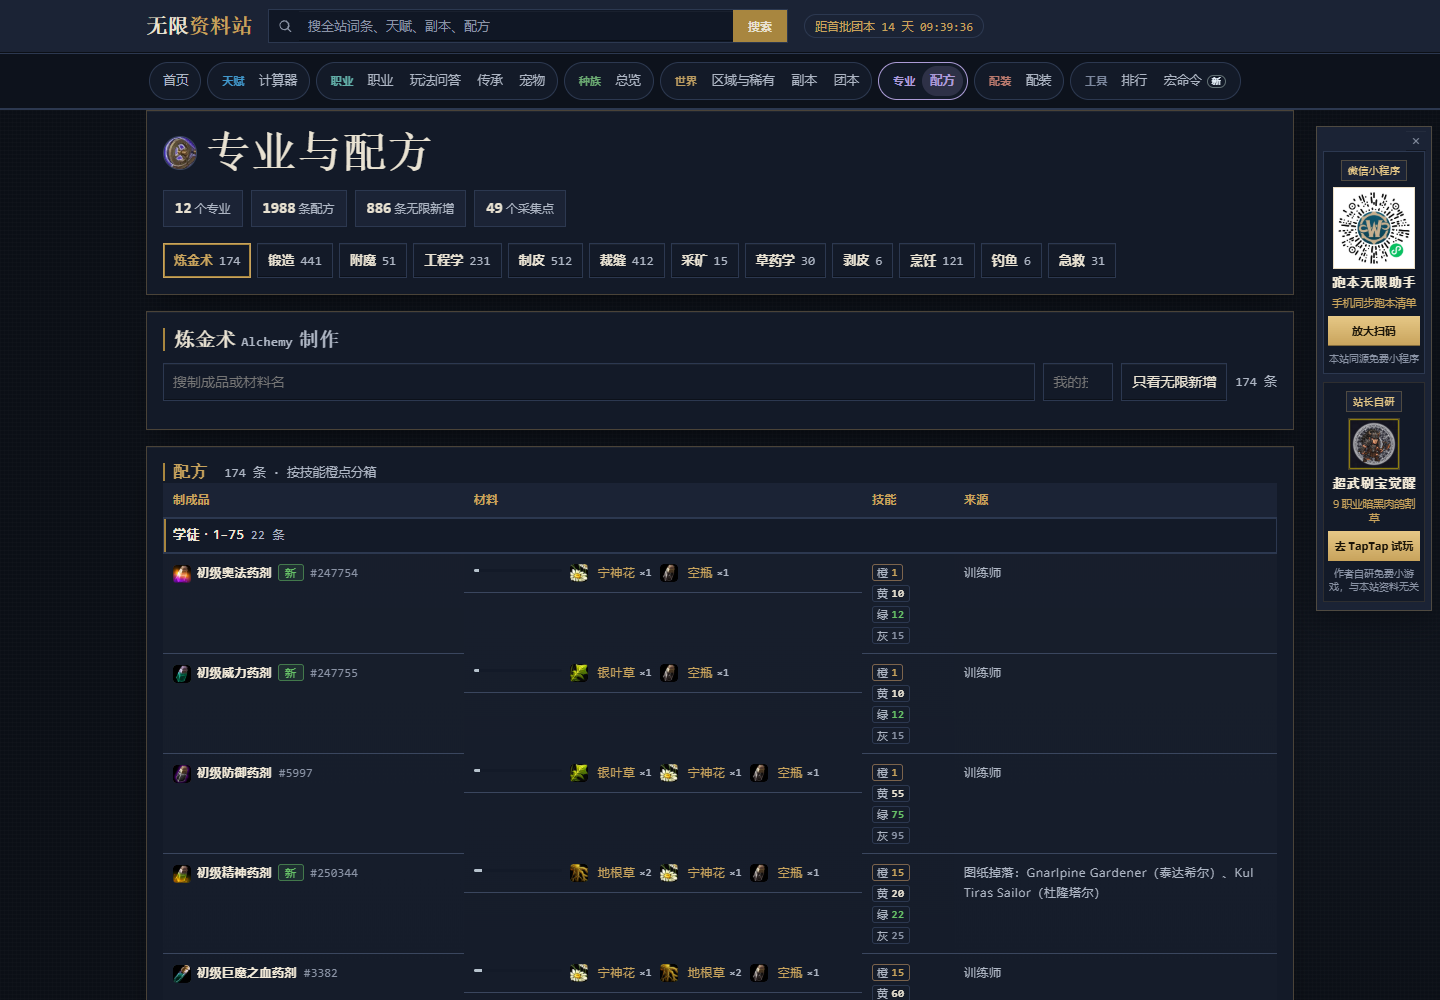 无限资料站
搜全站词条、天赋、副本、配方
搜索
距首批团本 14 天 09:39:36
首页
天赋 计算器
职业 职业 玩法问答 传承 宠物
种族 总览
世界 区域与稀有 副本 团本
专业 配方
配装 配装
工具 排行 宏命令 新
专业与配方
12 个专业
1988 条配方
886 条无限新增
49 个采集点
炼金术 174
锻造 441
附魔 51
工程学 231
制皮 512
裁缝 412
采矿 15
草药学 30
剥皮 6
烹饪 121
钓鱼 6
急救 31
炼金术 Alchemy 制作
搜制成品或材料名
我的技
只看无限新增
174 条
配方 174 条 · 按技能橙点分箱
制成品 材料 技能 来源
学徒 · 1–75 22 条
初级奥法药剂 新 #247754 - 宁神花 ×1 空瓶 ×1 橙 1 训练师
黄 10
绿 12
灰 15
初级威力药剂 新 #247755 - 银叶草 ×1 空瓶 ×1 橙 1 训练师
黄 10
绿 12
灰 15
初级防御药剂 #5997 - 银叶草 ×1 宁神花 ×1 空瓶 ×1 橙 1 训练师
黄 55
绿 75
灰 95
初级精神药剂 新 #250344 - 地根草 ×2 宁神花 ×1 空瓶 ×1 橙 15 图纸掉落：Gnarlpine Gardener（泰达希尔）、Kul
Tiras Sailor（杜隆塔尔）
黄 20
绿 22
灰 25
初级巨魔之血药剂 #3382 - 宁神花 ×1 地根草 ×2 空瓶 ×1 橙 15 训练师
黄 60
×
微信小程序
跑本无限助手
手机同步跑本清单
放大扫码
本站同源免费小程序
站长自研
超武刷宝觉醒
9 职业暗黑肉鸽割
草
去 TapTap 试玩
作者自研免费小游
戏，与本站资料无关